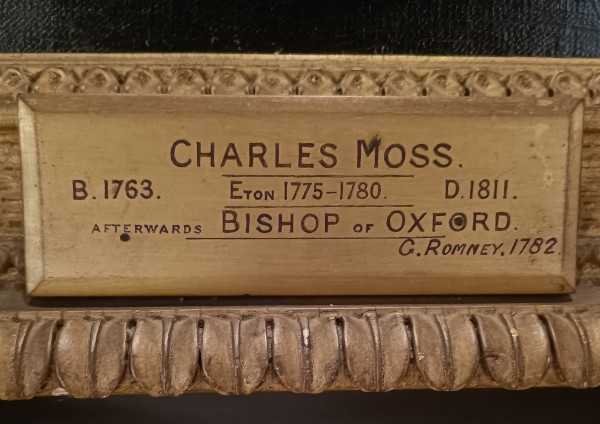 CHARLES MOSS.
B. 1763. ETON 1775-1780. D. 1811.
AFTERWARDS BISHOP OF OXFORD.
G. ROMNEY, 1782